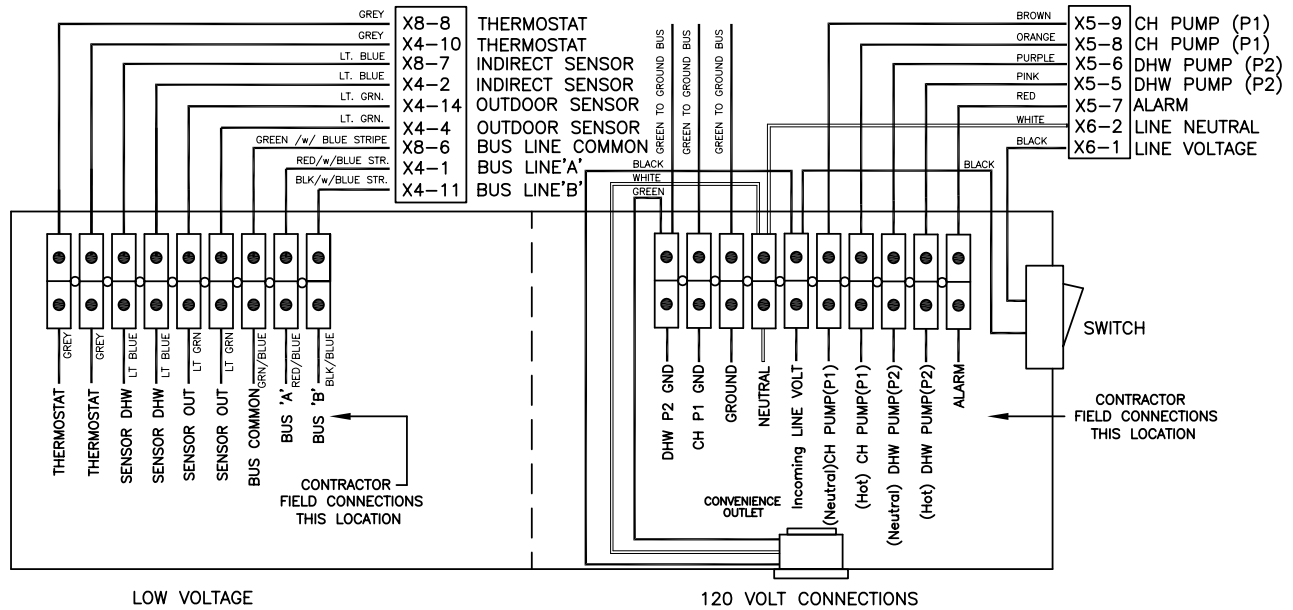 GREY
X8-8 THERMOSTAT
GREY
X4-10 THERMOSTAT
LT. BLUE
X8-7 INDIRECT SENSOR
LT. BLUE
X4-2 INDIRECT SENSOR
LT. GRN.
X4-14 OUTDOOR SENSOR
LT. GRN.
X4-4 OUTDOOR SENSOR
GREEN /w/ BLUE STRIPE
X8-6 BUS LINE COMMON
RED/w/BLUE STR.
X4-1 BUS LINE'A'
BLK/w/BLUE STR.
X4-11 BUS LINE'B'
GREEN TO GROUND BUS
GREEN TO GROUND BUS
GREEN TO GROUND BUS
BLACK
WHITE
GREEN
BROWN
X5-9 CH PUMP (P1)
ORANGE
X5-8 CH PUMP (P1)
PURPLE
X5-6 DHW PUMP (P2)
PINK
X5-5 DHW PUMP (P2)
RED
X5-7 ALARM
WHITE
X6-2 LINE NEUTRAL
BLACK
X6-1 LINE VOLTAGE
BLACK
GREY
GREY
LT BLUE
LT BLUE
LT GRN
LT GRN
GRN/BLUE
RED/BLUE
BLK/BLUE
THERMOSTAT
THERMOSTAT
SENSOR DHW
SENSOR DHW
SENSOR OUT
SENSOR OUT
BUS COMMON
BUS 'A'
BUS 'B'
CONTRACTOR
FIELD CONNECTIONS
THIS LOCATION
DHW P2 GND
CH P1 GND
GROUND
NEUTRAL
Incoming LINE VOLT
(Neutral)CH PUMP(P1)
(Hot) CH PUMP(P1)
(Neutral) DHW PUMP(P2)
(Hot) DHW PUMP(P2)
ALARM
SWITCH
CONTRACTOR
FIELD CONNECTIONS
THIS LOCATION
CONVENIENCE
OUTLET
LOW VOLTAGE
120 VOLT CONNECTIONS